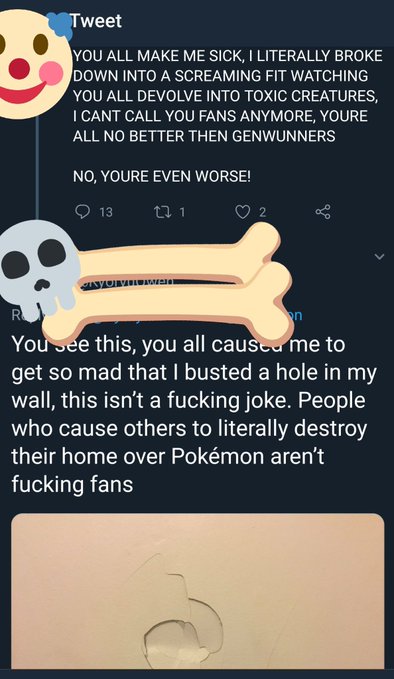 Tweet
YOU ALL MAKE ME SICK, I LITERALLY BROKE
DOWN INTO A SCREAMING FIT WATCHING
YOU ALL DEVOLVE INTO TOXIC CREATURES,
I CANT CALL YOU FANS ANYMORE, YOURE
ALL NO BETTER THEN GENWUNNERS
NO, YOURE EVEN WORSE!
13 1 2
You see this, you all caused me to
get so mad that I busted a hole in my
wall, this isn't a fucking joke. People
who cause others to literally destroy
their home over Pokémon aren't
fucking fans